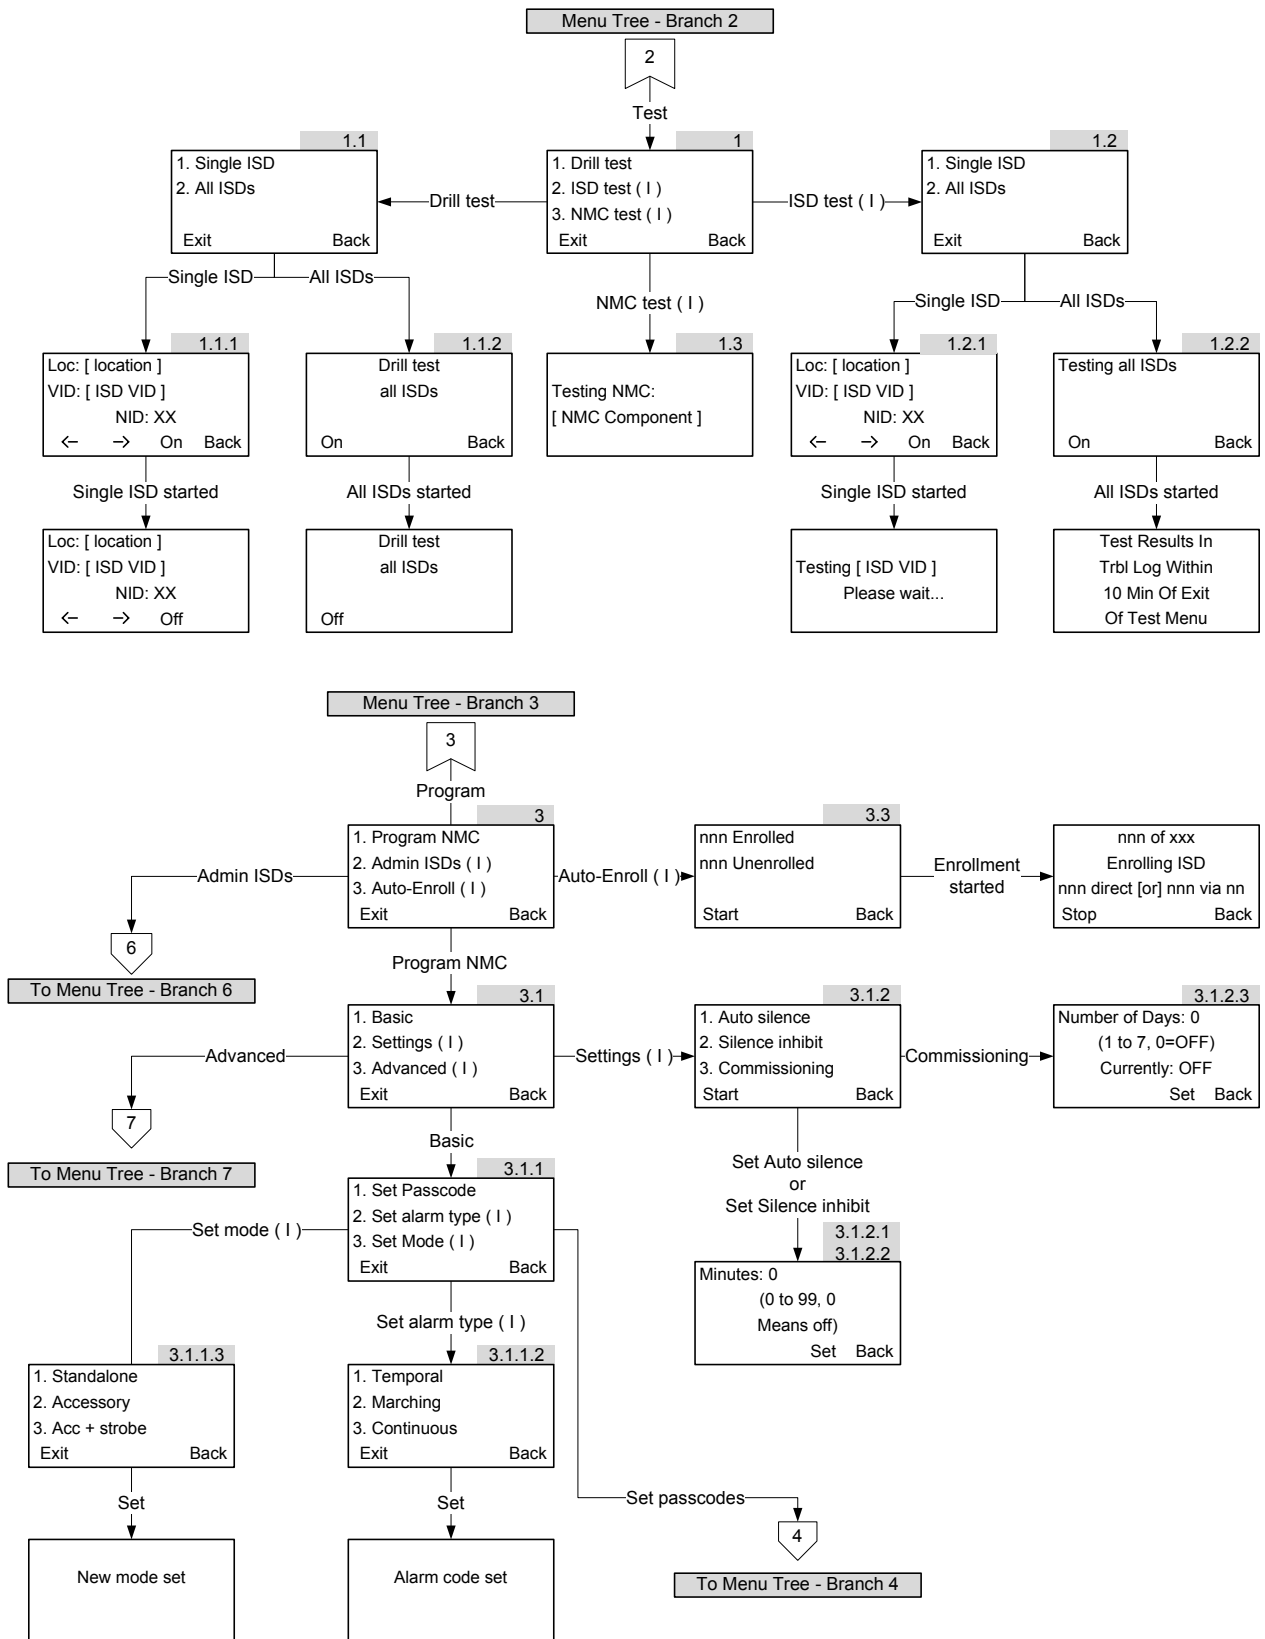 Menu Tree - Branch 2
2
Test
1.1
1. Single ISD
2. All ISDs
Exit Back
Drill test
1
1. Drill test
2. ISD test ( I )
3. NMC test ( I )
Exit Back
ISD test ( I )
1.2
1. Single ISD
2. All ISDs
Exit Back
Single ISD
All ISDs
NMC test ( I )
Single ISD
All ISDs
1.1.1
Loc: [ location ]
VID: [ ISD VID ]
NID: XX
<- -> On Back
1.1.2
Drill test
all ISDs
On Back
1.3
Testing NMC:
[ NMC Component ]
1.2.1
Loc: [ location ]
VID: [ ISD VID ]
NID: XX
<- -> On Back
1.2.2
Testing all ISDs
On Back
Single ISD started
All ISDs started
Single ISD started
All ISDs started
Loc: [ location ]
VID: [ ISD VID ]
NID: XX
<- -> Off
Drill test
all ISDs
Off
Testing [ ISD VID ]
Please wait...
Test Results In
Trbl Log Within
10 Min Of Exit
Of Test Menu
Menu Tree - Branch 3
3
Program
Admin ISDs
3
1. Program NMC
2. Admin ISDs ( I )
3. Auto-Enroll ( I )
Exit Back
Auto-Enroll ( I )
3.3
nnn Enrolled
nnn Unenrolled
Start Back
Enrollment
started
nnn of xxx
Enrolling ISD
nnn direct [or] nnn via nn
Stop Back
6
To Menu Tree - Branch 6
Program NMC
Advanced
3.1
1. Basic
2. Settings ( I )
3. Advanced ( I )
Exit Back
Settings ( I )
3.1.2
1. Auto silence
2. Silence inhibit
3. Commissioning
Start Back
Commissioning
3.1.2.3
Number of Days: 0
(1 to 7, 0=OFF)
Currently: OFF
Set Back
7
To Menu Tree - Branch 7
Basic
Set Auto silence
or
Set Silence inhibit
Set mode ( I )
3.1.1
1. Set Passcode
2. Set alarm type ( I )
3. Set Mode ( I )
Exit Back
3.1.2.1
3.1.2.2
Minutes: 0
(0 to 99, 0
Means off)
Set Back
Set alarm type ( I )
3.1.1.3
1. Standalone
2. Accessory
3. Acc + strobe
Exit Back
3.1.1.2
1. Temporal
2. Marching
3. Continuous
Exit Back
Set
Set
Set passcodes
4
To Menu Tree - Branch 4
New mode set
Alarm code set